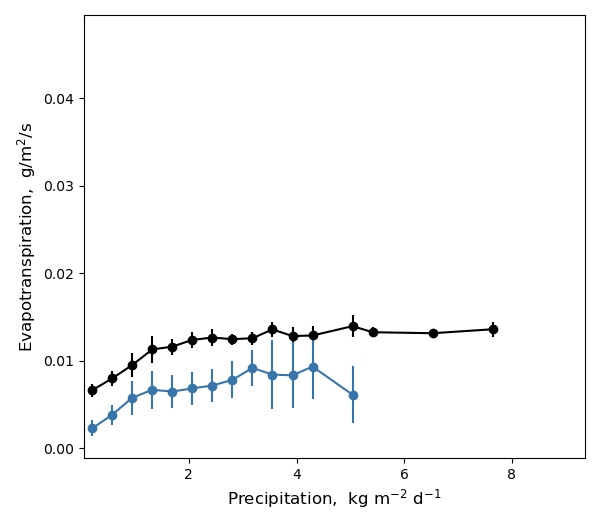 0.04
0.03
0.02
0.01
0.00
Evapotranspiration, g/m²/s
2 4 6 8
Precipitation, kg m⁻² d⁻¹